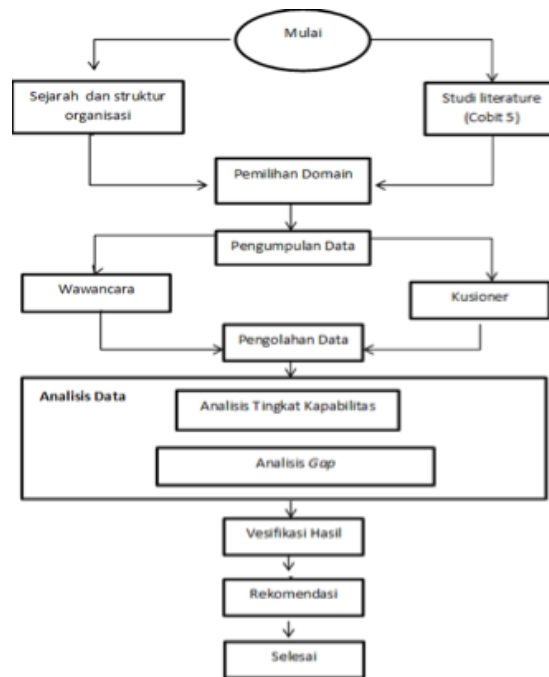 Mulai
Sejarah dan struktur
organisasi
Studi literature
(Cobit 5)
Pemilihan Domain
Pengumpulan Data
Wawancara
Kusioner
Pengolahan Data
Analisis Data
Analisis Tingkat Kapabilitas
Analisis Gap
Vesifikasi Hasil
Rekomendasi
Selesai